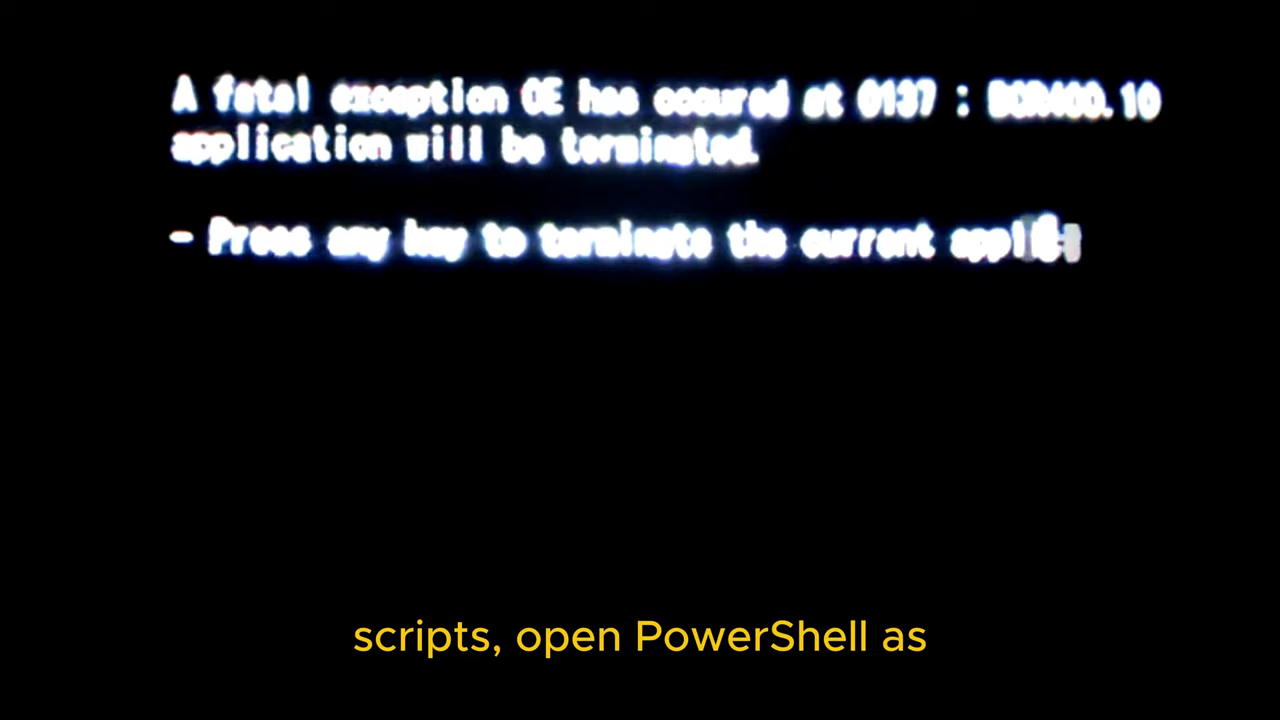 A fatal exception 0E has occured at 0137 :
application will be terminated.
- Press any key to terminate the current
scripts, open PowerShell as